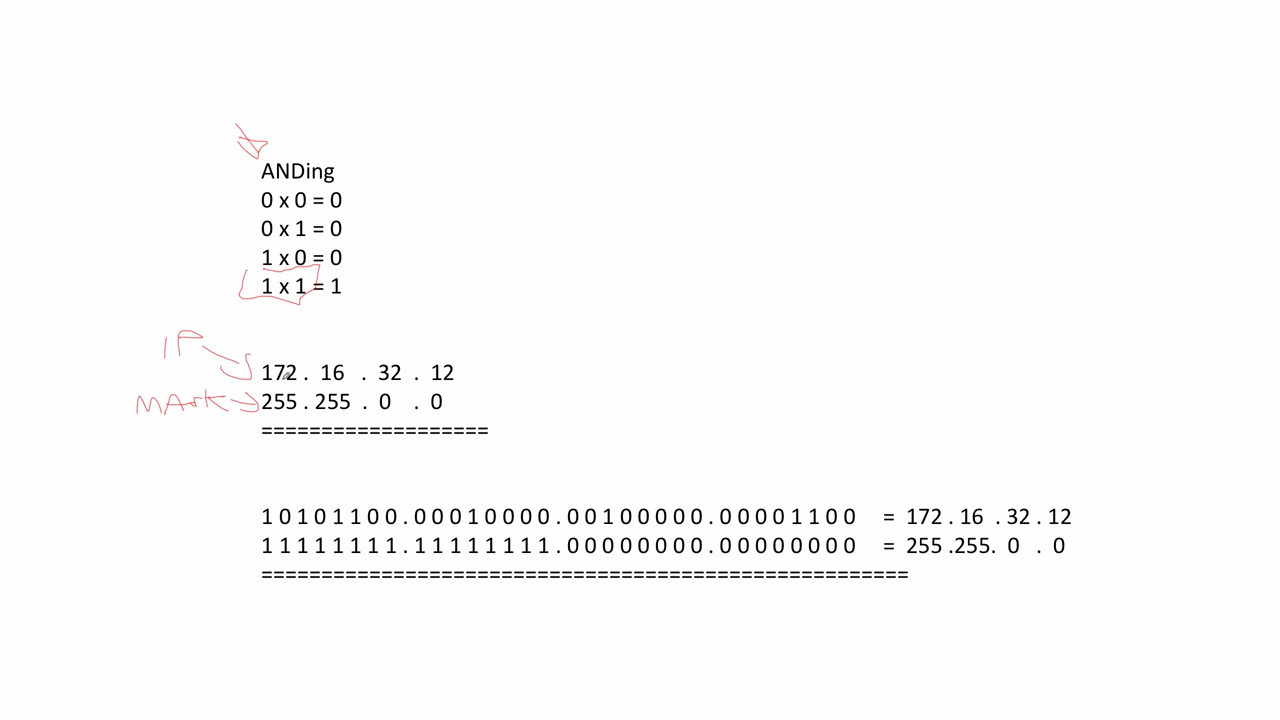 ANDing
0 x 0 = 0
0 x 1 = 0
1 x 0 = 0
1 x 1 = 1
IP
172 . 16 . 32 . 12
MASK
255 . 255 . 0 . 0
===================
1 0 1 0 1 1 0 0 . 0 0 0 1 0 0 0 0 . 0 0 1 0 0 0 0 0 . 0 0 0 0 1 1 0 0 = 172 . 16 . 32 . 12
1 1 1 1 1 1 1 1 . 1 1 1 1 1 1 1 1 . 0 0 0 0 0 0 0 0 . 0 0 0 0 0 0 0 0 = 255 .255. 0 . 0
======================================================